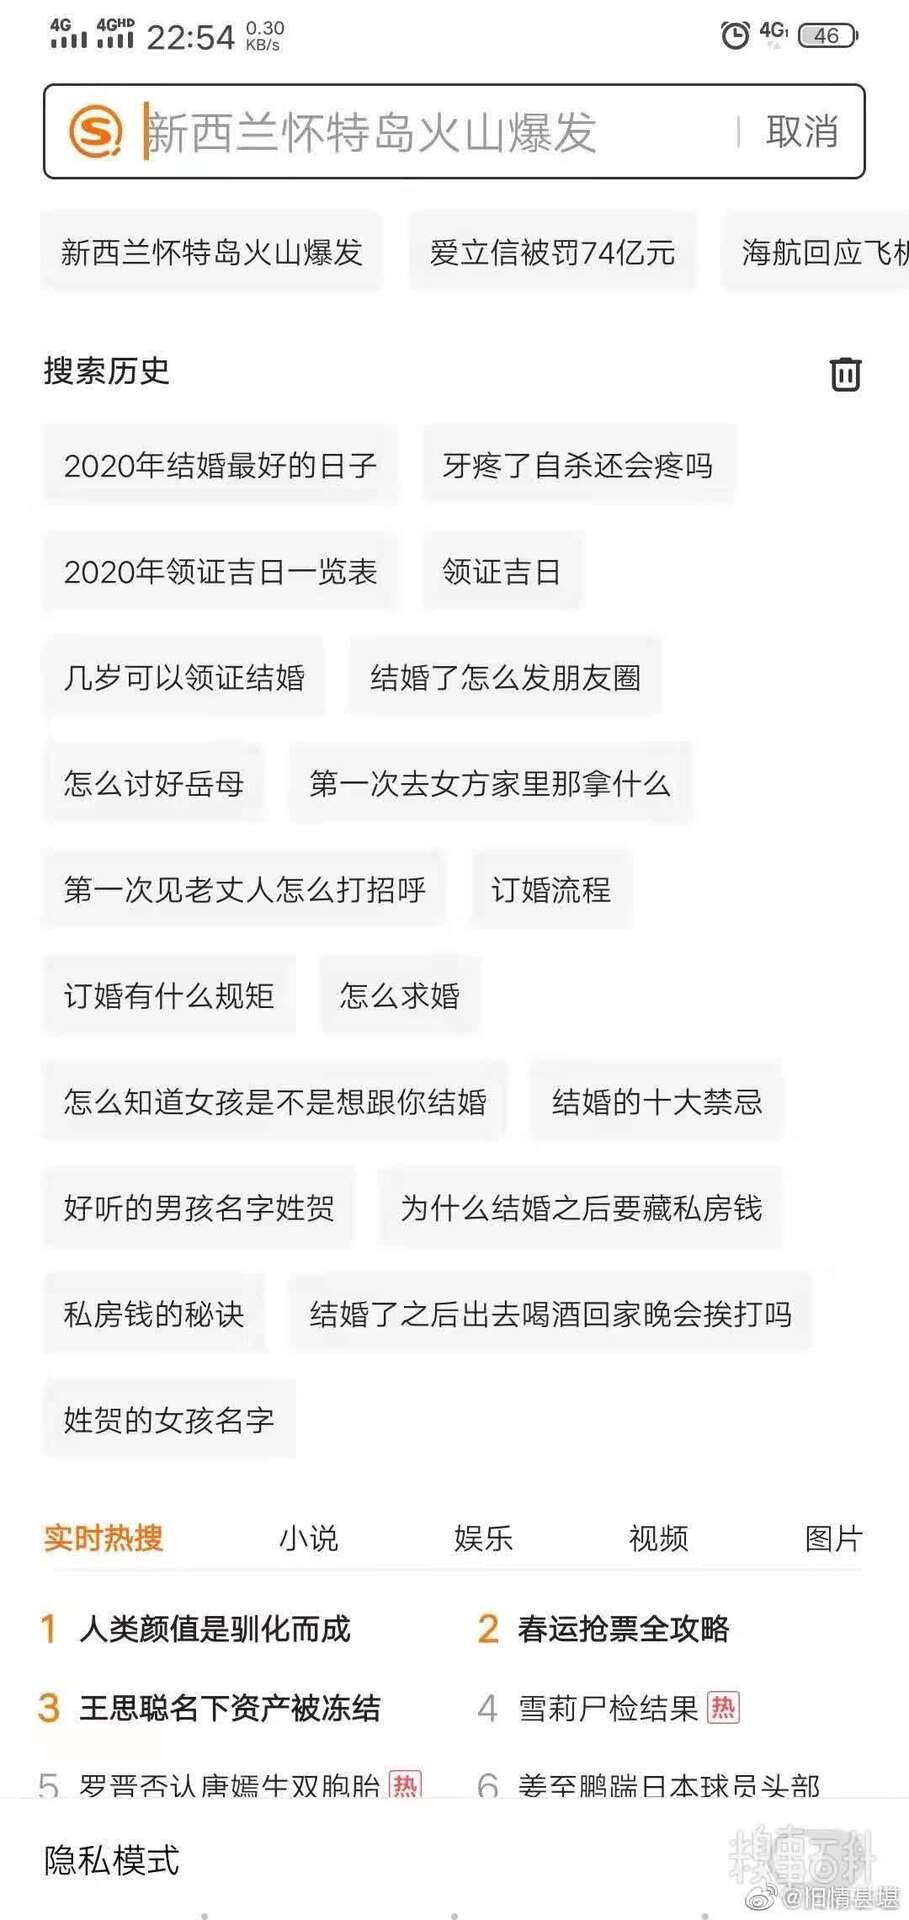 4G 4GHD 22:54 0.30 KB/s 4G 46
新西兰怀特岛火山爆发 取消
新西兰怀特岛火山爆发 爱立信被罚74亿元 海航回应飞机
搜索历史
2020年结婚最好的日子 牙疼了自杀还会疼吗
2020年领证吉日一览表 领证吉日
几岁可以领证结婚 结婚了怎么发朋友圈
怎么讨好岳母 第一次去女方家里那拿什么
第一次见老丈人怎么打招呼 订婚流程
订婚有什么规矩 怎么求婚
怎么知道女孩是不是想跟你结婚 结婚的十大禁忌
好听的男孩名字姓贺 为什么结婚之后要藏私房钱
私房钱的秘诀 结婚了之后出去喝酒回家晚会挨打吗
姓贺的女孩名字
实时热搜 小说 娱乐 视频 图片
1 人类颜值是驯化而成 2 春运抢票全攻略
3 王思聪名下资产被冻结 4 雪莉尸检结果 热
5 罗晋否认唐嫣生双胞胎 热 6 姜至鹏踹日本球员头部
隐私模式
糗事百科
@旧情甚堪